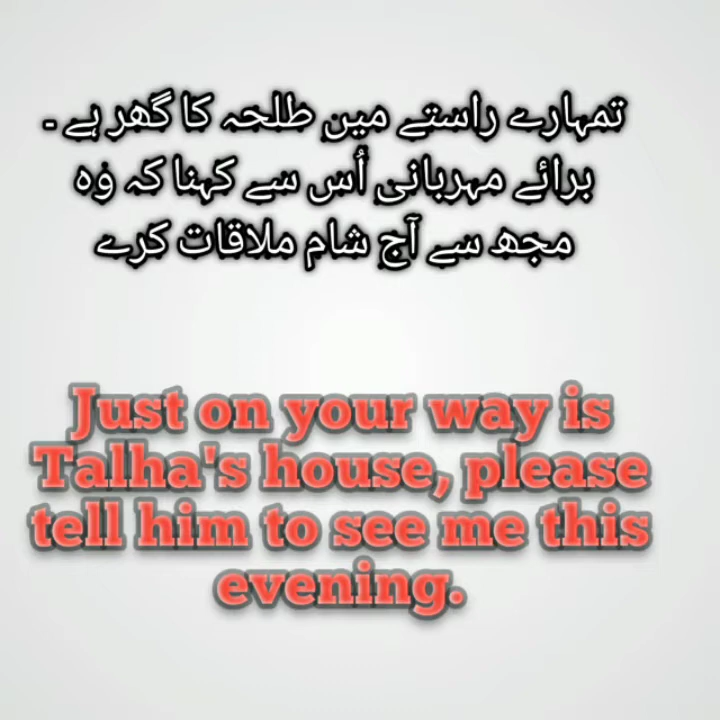 تمہارے راستے میں طلحہ کا گھر ہے ۔
برائے مہربانی اُس سے کہنا کہ وہ
مجھ سے آج شام ملاقات کرے
Just on your way is
Talha's house, please
tell him to see me this
evening.